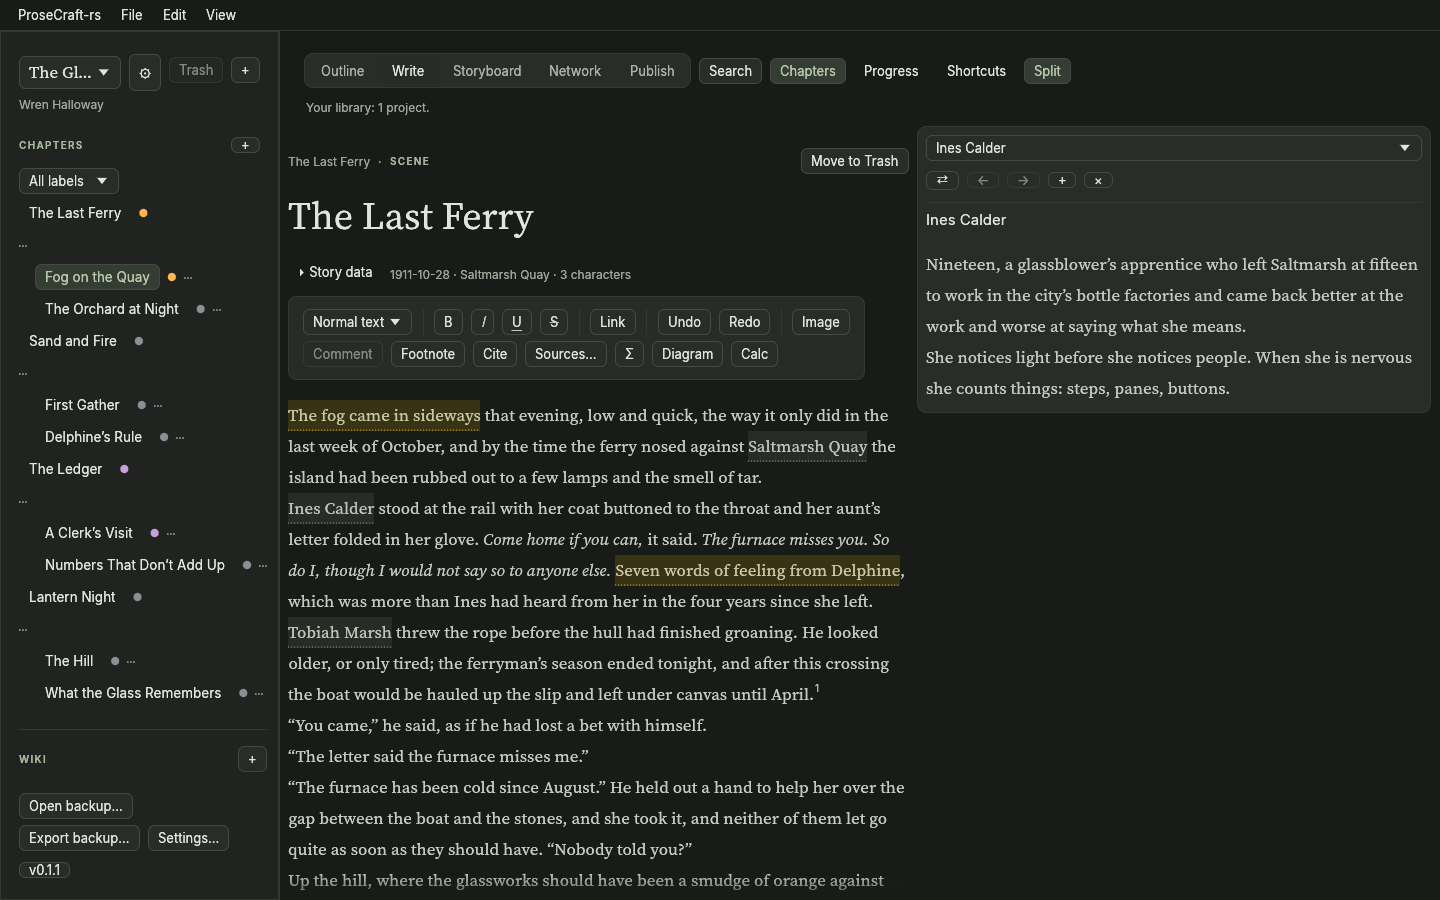 ProseCraft-rs File Edit View
The Gl... Trash +
Wren Halloway
CHAPTERS +
All labels
The Last Ferry
...
Fog on the Quay ...
The Orchard at Night ...
Sand and Fire
...
First Gather ...
Delphine’s Rule ...
The Ledger
...
A Clerk’s Visit ...
Numbers That Don’t Add Up ...
Lantern Night
...
The Hill ...
What the Glass Remembers ...
WIKI +
Open backup...
Export backup... Settings...
v0.1.1
Outline Write Storyboard Network Publish Search Chapters Progress Shortcuts Split
Your library: 1 project.
The Last Ferry · SCENE Move to Trash
The Last Ferry
Story data 1911-10-28 · Saltmarsh Quay · 3 characters
Normal text B I U S Link Undo Redo Image
Comment Footnote Cite Sources... Σ Diagram Calc
The fog came in sideways that evening, low and quick, the way it only did in the
last week of October, and by the time the ferry nosed against Saltmarsh Quay the
island had been rubbed out to a few lamps and the smell of tar.
Ines Calder stood at the rail with her coat buttoned to the throat and her aunt’s
letter folded in her glove. Come home if you can, it said. The furnace misses you. So
do I, though I would not say so to anyone else. Seven words of feeling from Delphine,
which was more than Ines had heard from her in the four years since she left.
Tobiah Marsh threw the rope before the hull had finished groaning. He looked
older, or only tired; the ferryman’s season ended tonight, and after this crossing
the boat would be hauled up the slip and left under canvas until April.1
“You came,” he said, as if he had lost a bet with himself.
“The letter said the furnace misses me.”
“The furnace has been cold since August.” He held out a hand to help her over the
gap between the boat and the stones, and she took it, and neither of them let go
quite as soon as they should have. “Nobody told you?”
Up the hill, where the glassworks should have been a smudge of orange against
Ines Calder
⇄ ← → + ×
Ines Calder
Nineteen, a glassblower’s apprentice who left Saltmarsh at fifteen
to work in the city’s bottle factories and came back better at the
work and worse at saying what she means.
She notices light before she notices people. When she is nervous
she counts things: steps, panes, buttons.